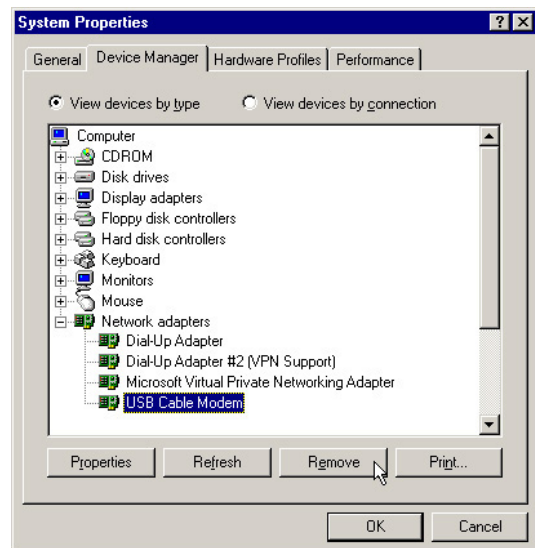 System Properties
General Device Manager Hardware Profiles Performance
View devices by type View devices by connection
Computer
CDROM
Disk drives
Display adapters
Floppy disk controllers
Hard disk controllers
Keyboard
Monitors
Mouse
Network adapters
Dial-Up Adapter
Dial-Up Adapter #2 (VPN Support)
Microsoft Virtual Private Networking Adapter
USB Cable Modem
Properties Refresh Remove Print...
OK Cancel